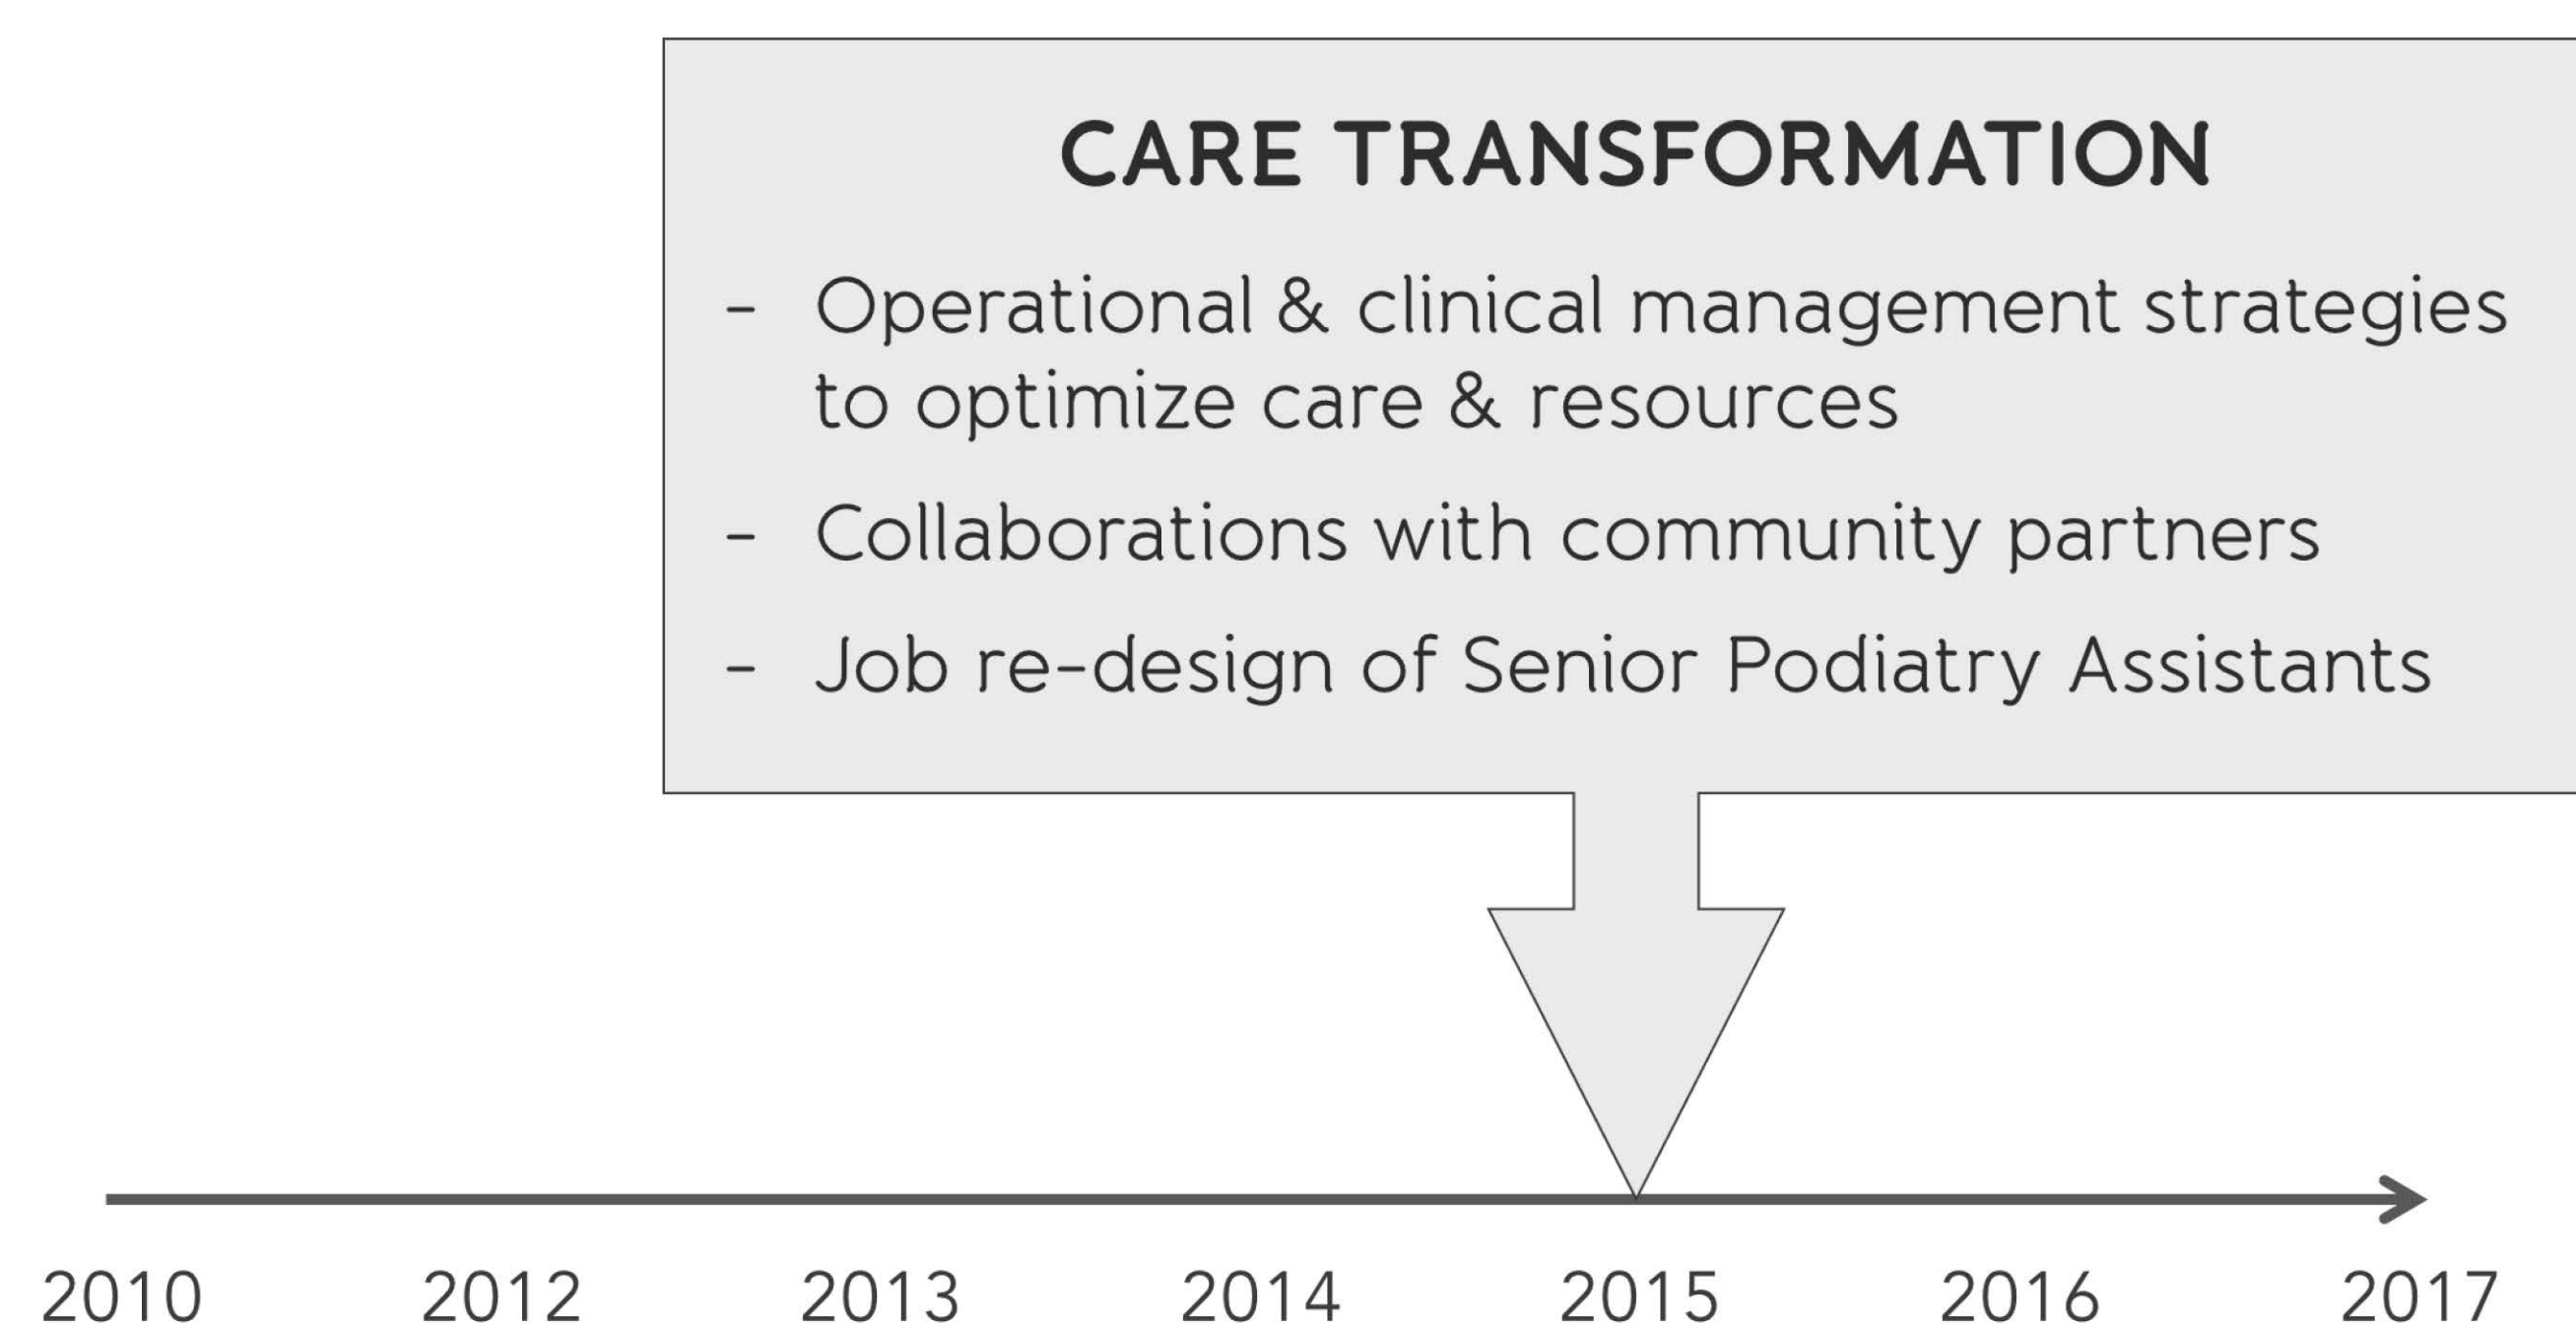 CARE TRANSFORMATION
- Operational & clinical management strategies
to optimize care & resources
- Collaborations with community partners
- Job re-design of Senior Podiatry Assistants
2010 2012 2013 2014 2015 2016 2017